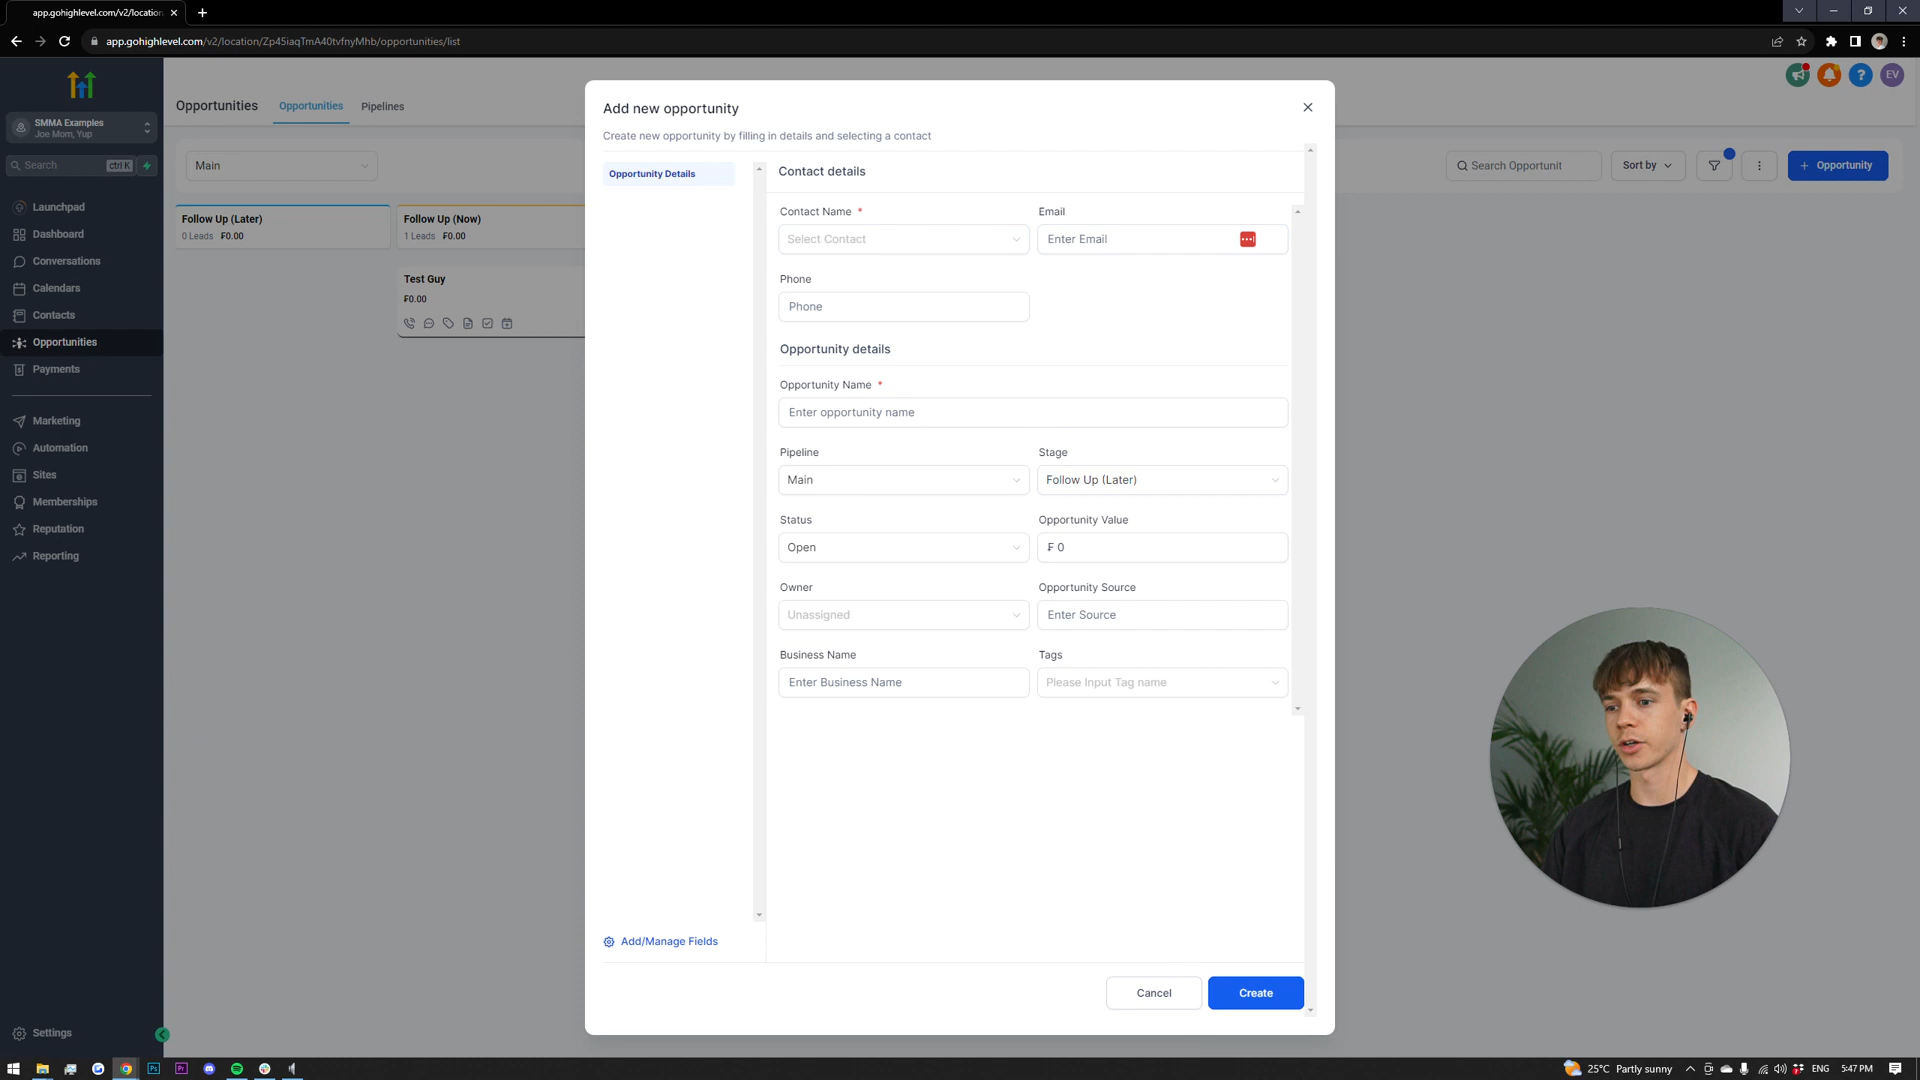 app.gohighlevel.com/v2/location
app.gohighlevel.com/v2/location/Zp45iaqTmA40tvfnyMhb/opportunities/list
SMMA Examples
Joe Mom, Yup
Search
ctrl K
Launchpad
Dashboard
Conversations
Calendars
Contacts
Opportunities
Payments
Marketing
Automation
Sites
Memberships
Reputation
Reporting
Settings
Opportunities
Opportunities
Pipelines
EV
Main
Search Opportunit
Sort by
+ Opportunity
Follow Up (Later)
0 Leads ₣0.00
Follow Up (Now)
1 Leads ₣0.00
Test Guy
₣0.00
Add new opportunity
Create new opportunity by filling in details and selecting a contact
Opportunity Details
Contact details
Contact Name *
Email
Select Contact
Enter Email
Phone
Phone
Opportunity details
Opportunity Name *
Enter opportunity name
Pipeline
Stage
Main
Follow Up (Later)
Status
Opportunity Value
Open
₣ 0
Owner
Opportunity Source
Unassigned
Enter Source
Business Name
Tags
Enter Business Name
Please Input Tag name
Add/Manage Fields
Cancel
Create
Ps
Pr
25°C Partly sunny
ENG
5:47 PM